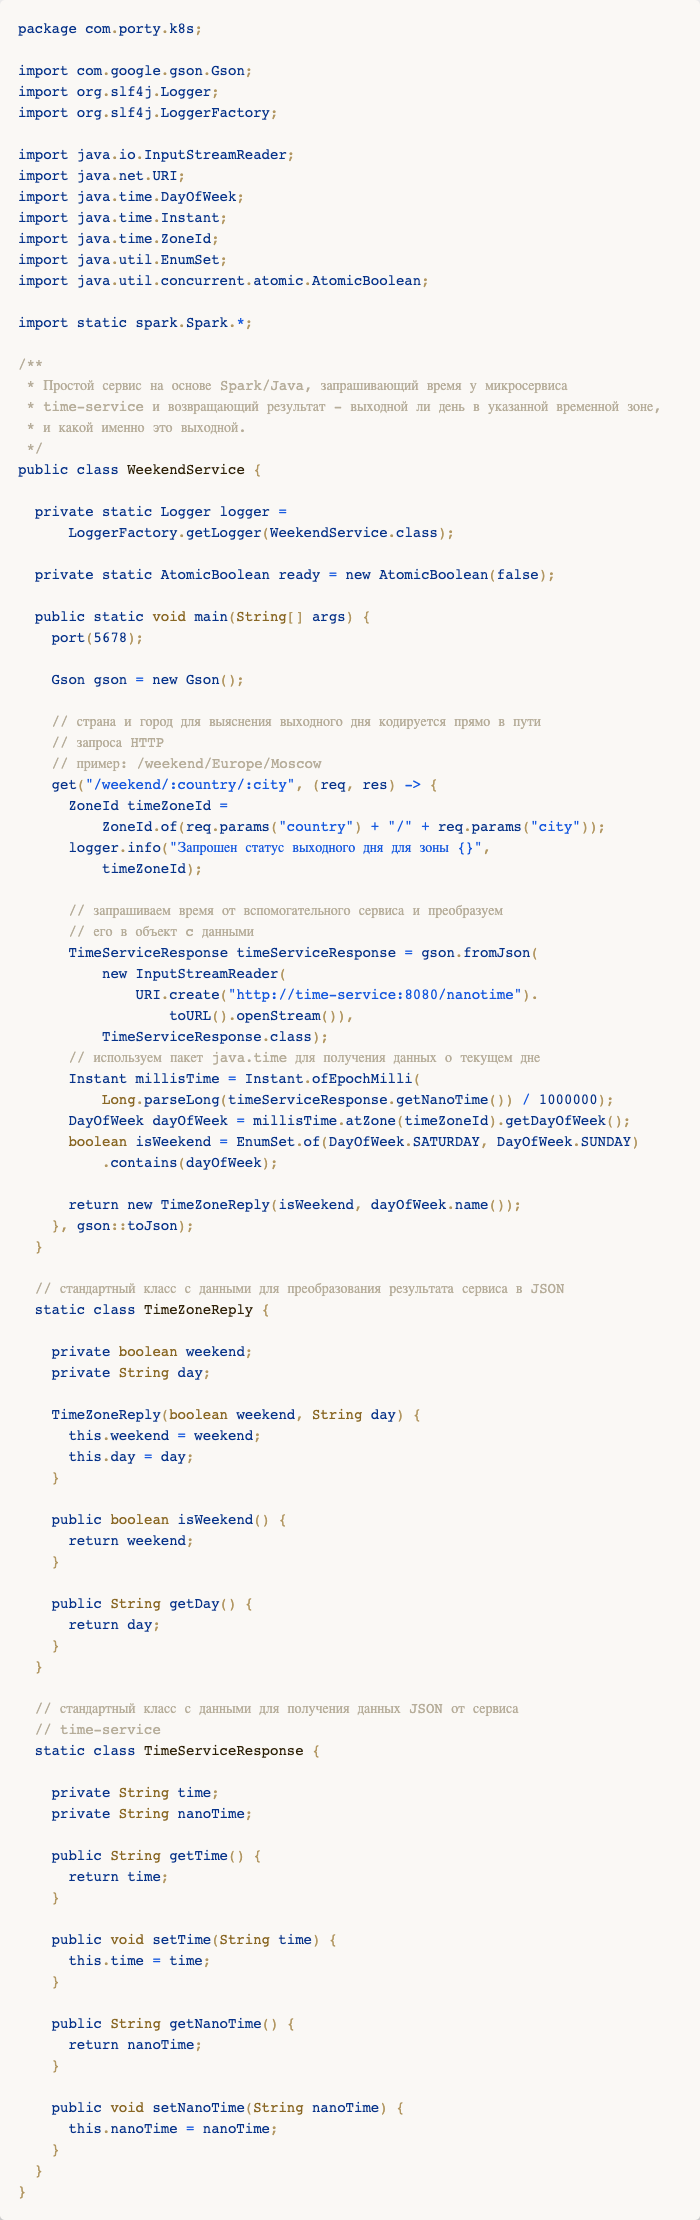 package com.porty.k8s;
import com.google.gson.Gson;
import org.slf4j.Logger;
import org.slf4j.LoggerFactory;
import java.io.InputStreamReader;
import java.net.URI;
import java.time.DayOfWeek;
import java.time.Instant;
import java.time.ZoneId;
import java.util.EnumSet;
import java.util.concurrent.atomic.AtomicBoolean;
import static spark.Spark.*;
/**
 * Простой сервис на основе Spark/Java, запрашивающий время у микросервиса
 * time-service и возвращающий результат - выходной ли день в указанной временной зоне,
 * и какой именно это выходной.
 */
public class WeekendService {
  private static Logger logger =
      LoggerFactory.getLogger(WeekendService.class);
  private static AtomicBoolean ready = new AtomicBoolean(false);
  public static void main(String[] args) {
    port(5678);
    Gson gson = new Gson();
    // страна и город для выяснения выходного дня кодируется прямо в пути
    // запроса HTTP
    // пример: /weekend/Europe/Moscow
    get("/weekend/:country/:city", (req, res) -> {
      ZoneId timeZoneId =
          ZoneId.of(req.params("country") + "/" + req.params("city"));
      logger.info("Запрошен статус выходного дня для зоны {}",
          timeZoneId);
      // запрашиваем время от вспомогательного сервиса и преобразуем
      // его в объект с данными
      TimeServiceResponse timeServiceResponse = gson.fromJson(
          new InputStreamReader(
              URI.create("http://time-service:8080/nanotime").
                  toURL().openStream()),
          TimeServiceResponse.class);
      // используем пакет java.time для получения данных о текущем дне
      Instant millisTime = Instant.ofEpochMilli(
          Long.parseLong(timeServiceResponse.getNanoTime()) / 1000000);
      DayOfWeek dayOfWeek = millisTime.atZone(timeZoneId).getDayOfWeek();
      boolean isWeekend = EnumSet.of(DayOfWeek.SATURDAY, DayOfWeek.SUNDAY)
          .contains(dayOfWeek);
      return new TimeZoneReply(isWeekend, dayOfWeek.name());
    }, gson::toJson);
  }
  // стандартный класс с данными для преобразования результата сервиса в JSON
  static class TimeZoneReply {
    private boolean weekend;
    private String day;
    TimeZoneReply(boolean weekend, String day) {
      this.weekend = weekend;
      this.day = day;
    }
    public boolean isWeekend() {
      return weekend;
    }
    public String getDay() {
      return day;
    }
  }
  // стандартный класс с данными для получения данных JSON от сервиса
  // time-service
  static class TimeServiceResponse {
    private String time;
    private String nanoTime;
    public String getTime() {
      return time;
    }
    public void setTime(String time) {
      this.time = time;
    }
    public String getNanoTime() {
      return nanoTime;
    }
    public void setNanoTime(String nanoTime) {
      this.nanoTime = nanoTime;
    }
  }
}